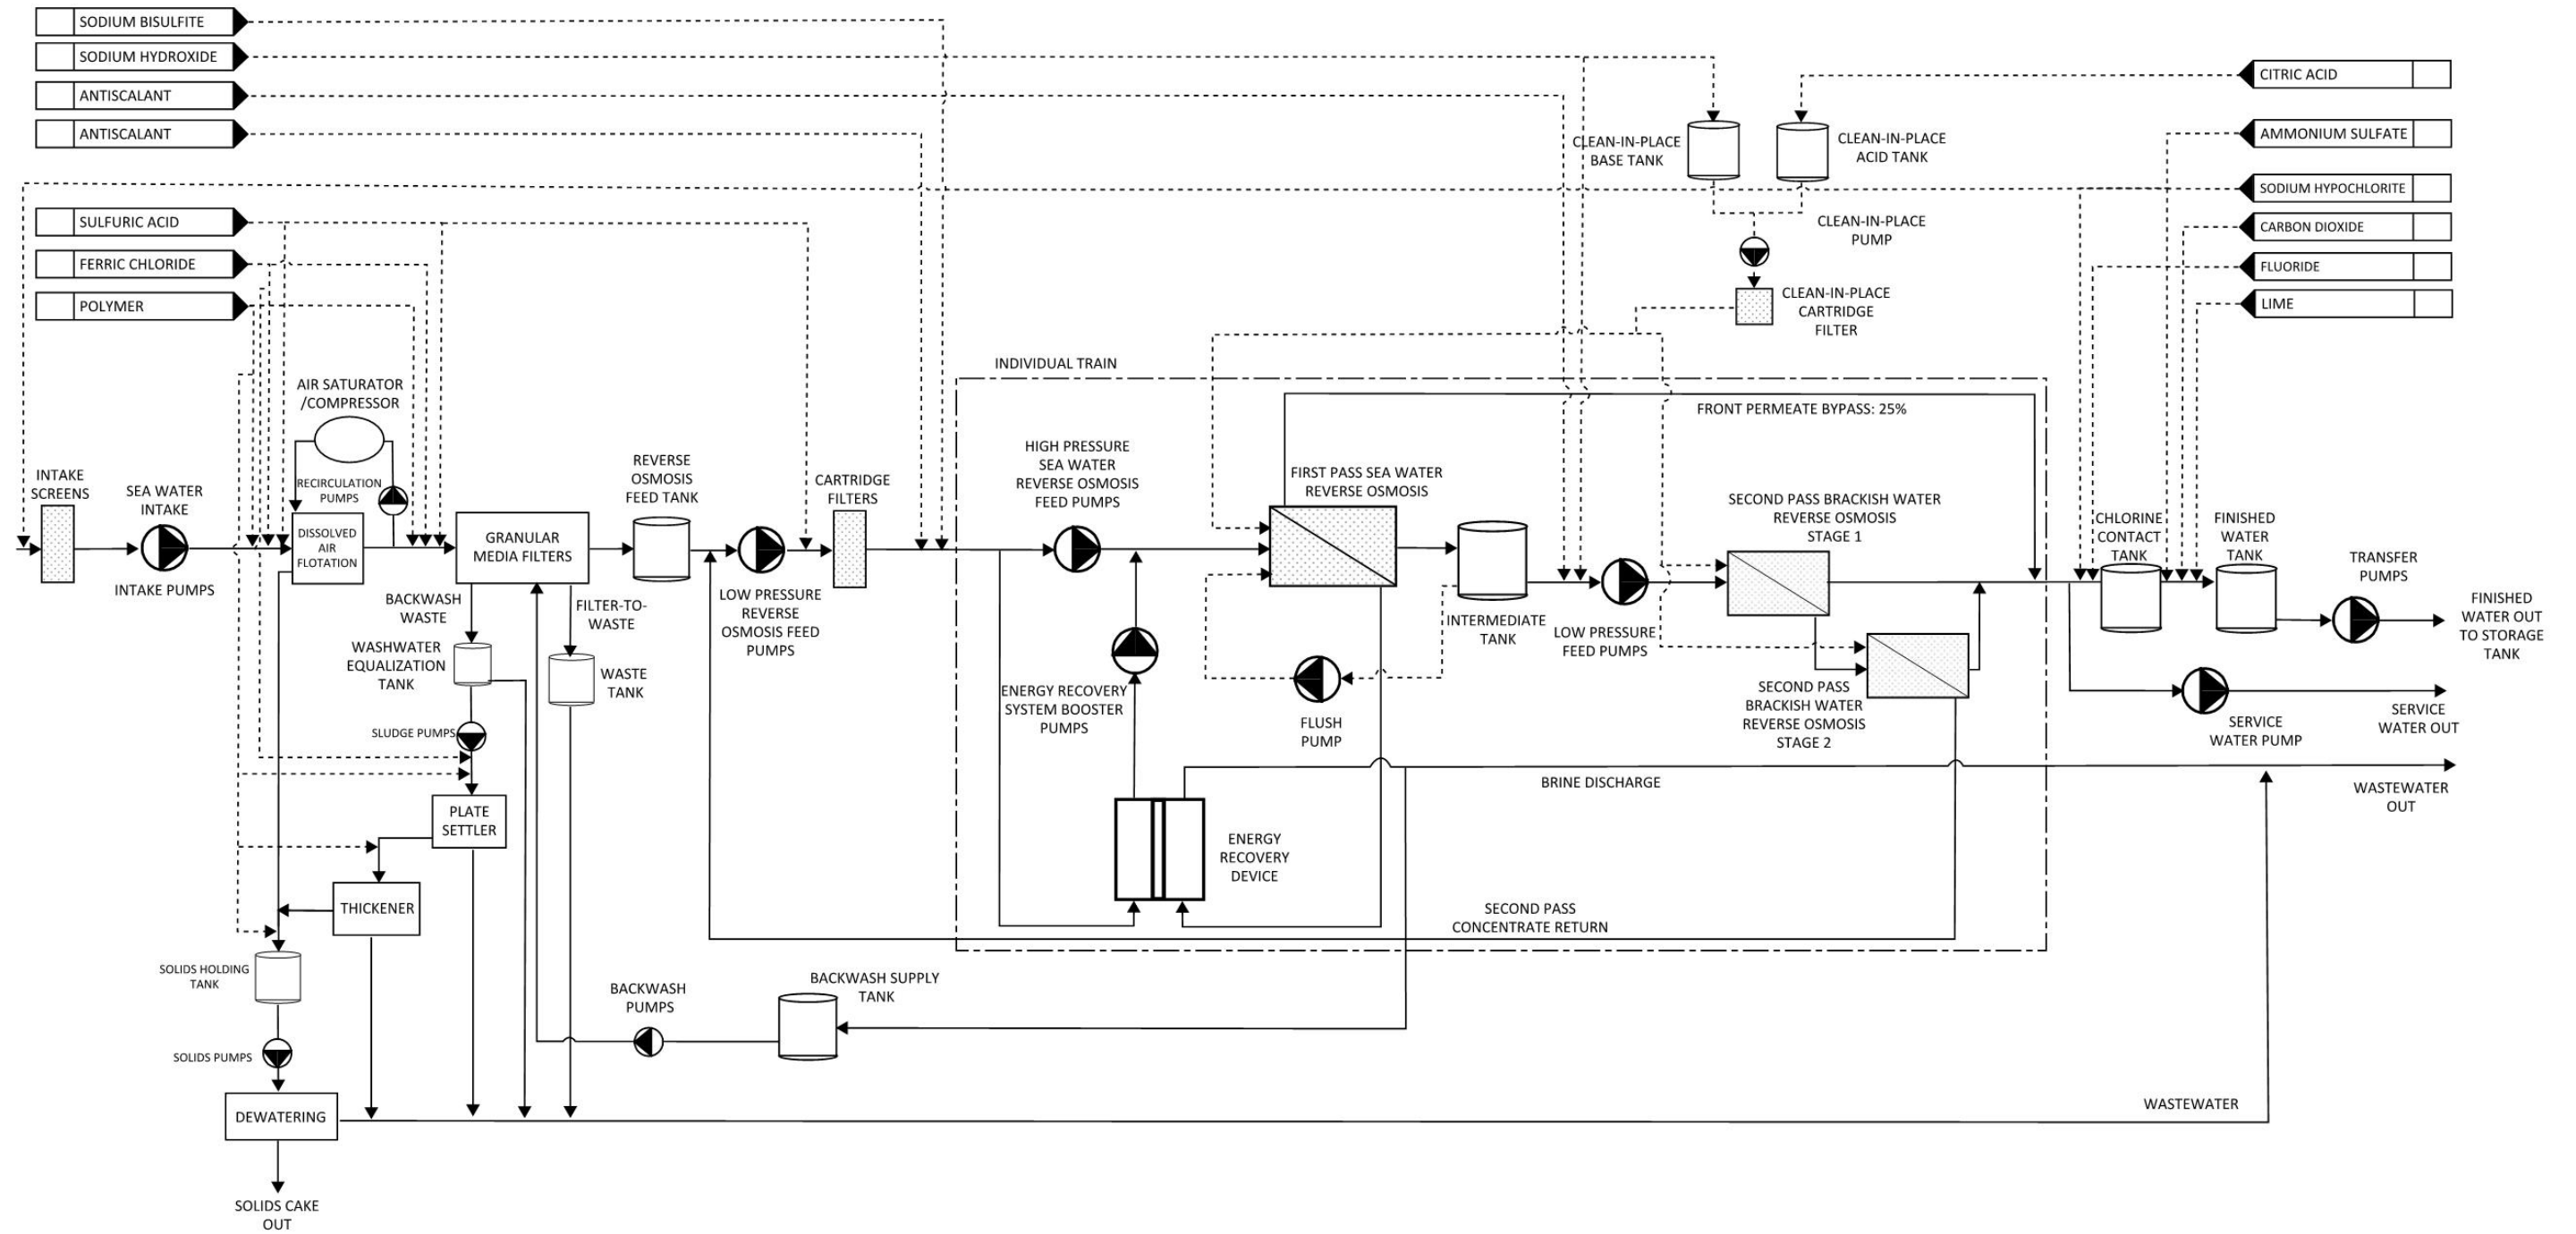 SODIUM BISULFITE
SODIUM HYDROXIDE
ANTISCALANT
ANTISCALANT
SULFURIC ACID
FERRIC CHLORIDE
POLYMER
CITRIC ACID
AMMONIUM SULFATE
SODIUM HYPOCHLORITE
CARBON DIOXIDE
FLUORIDE
LIME
CLEAN-IN-PLACE
BASE TANK
CLEAN-IN-PLACE
ACID TANK
CLEAN-IN-PLACE
PUMP
CLEAN-IN-PLACE
CARTRIDGE
FILTER
INDIVIDUAL TRAIN
FRONT PERMEATE BYPASS: 25%
AIR SATURATOR
/COMPRESSOR
INTAKE
SCREENS
SEA WATER
INTAKE
INTAKE PUMPS
RECIRCULATION
PUMPS
DISSOLVED
AIR
FLOTATION
GRANULAR
MEDIA FILTERS
REVERSE
OSMOSIS
FEED TANK
LOW PRESSURE
REVERSE
OSMOSIS FEED
PUMPS
CARTRIDGE
FILTERS
HIGH PRESSURE
SEA WATER
REVERSE OSMOSIS
FEED PUMPS
FIRST PASS SEA WATER
REVERSE OSMOSIS
INTERMEDIATE
TANK
LOW PRESSURE
FEED PUMPS
SECOND PASS BRACKISH WATER
REVERSE OSMOSIS
STAGE 1
SECOND PASS
BRACKISH WATER
REVERSE OSMOSIS
STAGE 2
CHLORINE
CONTACT
TANK
FINISHED
WATER
TANK
TRANSFER
PUMPS
FINISHED
WATER OUT
TO STORAGE
TANK
SERVICE
WATER PUMP
SERVICE
WATER OUT
WASTEWATER
OUT
BACKWASH
WASTE
FILTER-TO-
WASTE
WASHWATER
EQUALIZATION
TANK
WASTE
TANK
SLUDGE PUMPS
PLATE
SETTLER
THICKENER
ENERGY RECOVERY
SYSTEM BOOSTER
PUMPS
FLUSH
PUMP
BRINE DISCHARGE
ENERGY
RECOVERY
DEVICE
SECOND PASS
CONCENTRATE RETURN
SOLIDS HOLDING
TANK
SOLIDS PUMPS
BACKWASH
PUMPS
BACKWASH SUPPLY
TANK
DEWATERING
WASTEWATER
SOLIDS CAKE
OUT